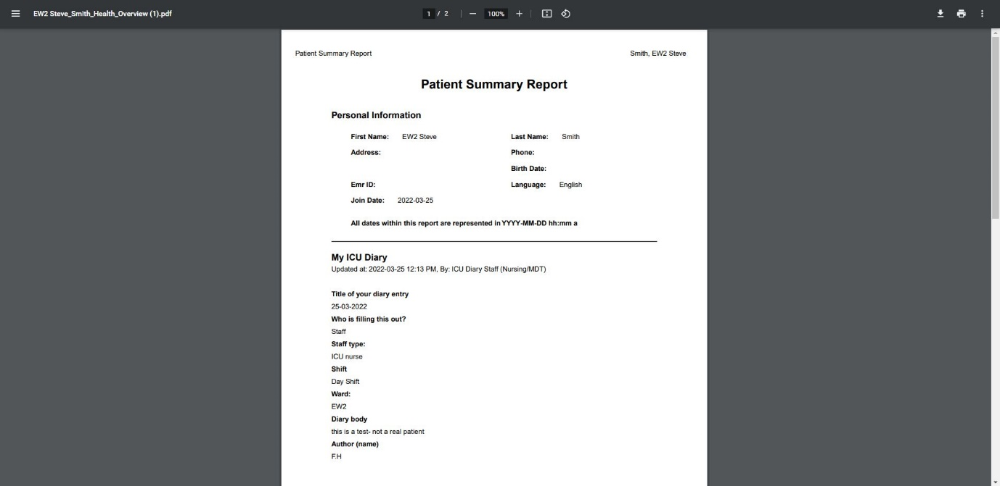 EW2 Steve_Smith_Health_Overview (1).pdf
1 / 2
100%
Patient Summary Report
Smith, EW2 Steve
Patient Summary Report
Personal Information
First Name: EW2 Steve Last Name: Smith
Address: Phone:
Birth Date:
Emr ID: Language: English
Join Date: 2022-03-25
All dates within this report are represented in YYYY-MM-DD hh:mm a
My ICU Diary
Updated at: 2022-03-25 12:13 PM, By: ICU Diary Staff (Nursing/MDT)
Title of your diary entry
25-03-2022
Who is filling this out?
Staff
Staff type:
ICU nurse
Shift
Day Shift
Ward:
EW2
Diary body
this is a test- not a real patient
Author (name)
F.H